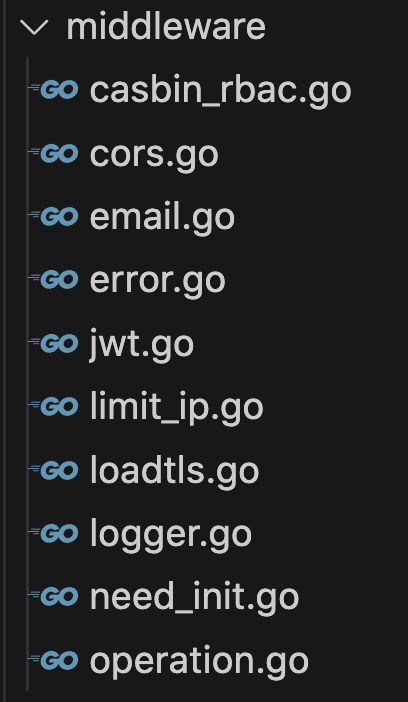 middleware
GO casbin_rbac.go
GO cors.go
GO email.go
GO error.go
GO jwt.go
GO limit_ip.go
GO loadtls.go
GO logger.go
GO need_init.go
GO operation.go